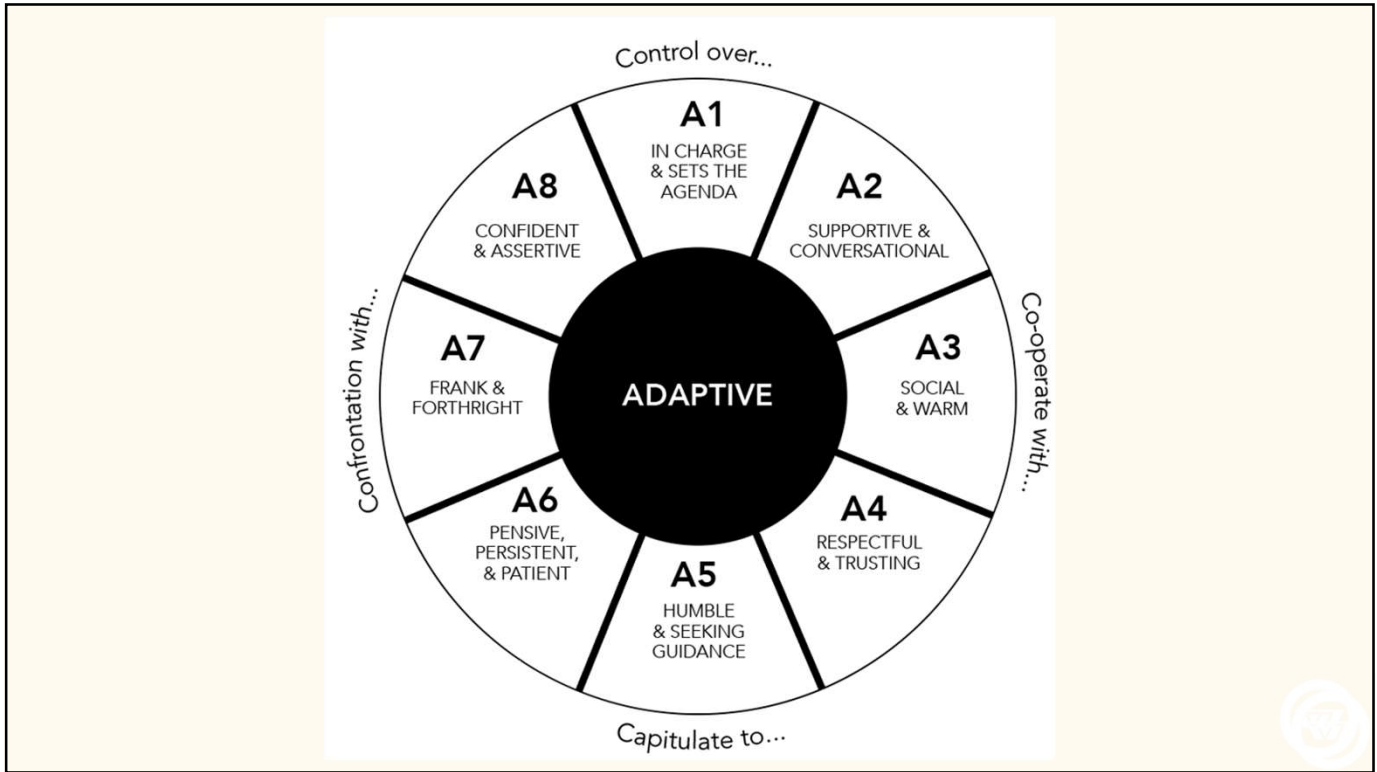 Control over...
A1
IN CHARGE
& SETS THE
AGENDA
A2
SUPPORTIVE &
CONVERSATIONAL
Co-operate with...
A3
SOCIAL
& WARM
A4
RESPECTFUL
& TRUSTING
A5
HUMBLE
& SEEKING
GUIDANCE
Capitulate to...
A6
PENSIVE,
PERSISTENT,
& PATIENT
A7
FRANK &
FORTHRIGHT
Confrontation with...
A8
CONFIDENT
& ASSERTIVE
ADAPTIVE